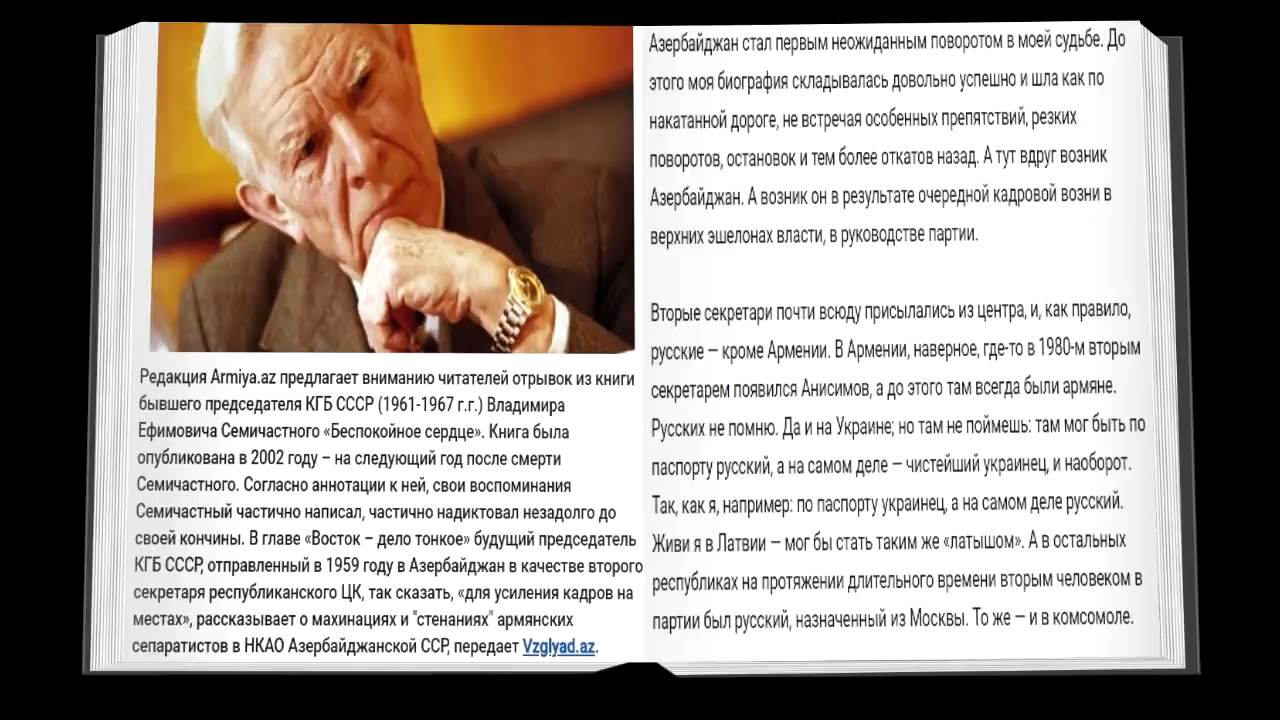 Редакция Armiya.az предлагает вниманию читателей отрывок из книги
бывшего председателя КГБ СССР (1961-1967 г.г.) Владимира
Ефимовича Семичастного «Беспокойное сердце». Книга была
опубликована в 2002 году – на следующий год после смерти
Семичастного. Согласно аннотации к ней, свои воспоминания
Семичастный частично написал, частично надиктовал незадолго до
своей кончины. В главе «Восток – дело тонкое» будущий председатель
КГБ СССР, отправленный в 1959 году в Азербайджан в качестве второго
секретаря республиканского ЦК, так сказать, «для усиления кадров на
местах», рассказывает о махинациях и "стенаниях" армянских
сепаратистов в НКАО Азербайджанской ССР, передает Vzglyad.az.
Азербайджан стал первым неожиданным поворотом в моей судьбе. До
этого моя биография складывалась довольно успешно и шла как по
накатанной дороге, не встречая особенных препятствий, резких
поворотов, остановок и тем более откатов назад. А тут вдруг возник
Азербайджан. А возник он в результате очередной кадровой возни в
верхних эшелонах власти, в руководстве партии.
Вторые секретари почти всюду присылались из центра, и, как правило,
русские — кроме Армении. В Армении, наверное, где-то в 1980-м вторым
секретарем появился Анисимов, а до этого там всегда были армяне.
Русских не помню. Да и на Украине; но там не поймешь: там мог быть по
паспорту русский, а на самом деле — чистейший украинец, и наоборот.
Так, как я, например: по паспорту украинец, а на самом деле русский.
Живи я в Латвии — мог бы стать таким же «латышом». А в остальных
республиках на протяжении длительного времени вторым человеком в
партии был русский, назначенный из Москвы. То же — и в комсомоле.